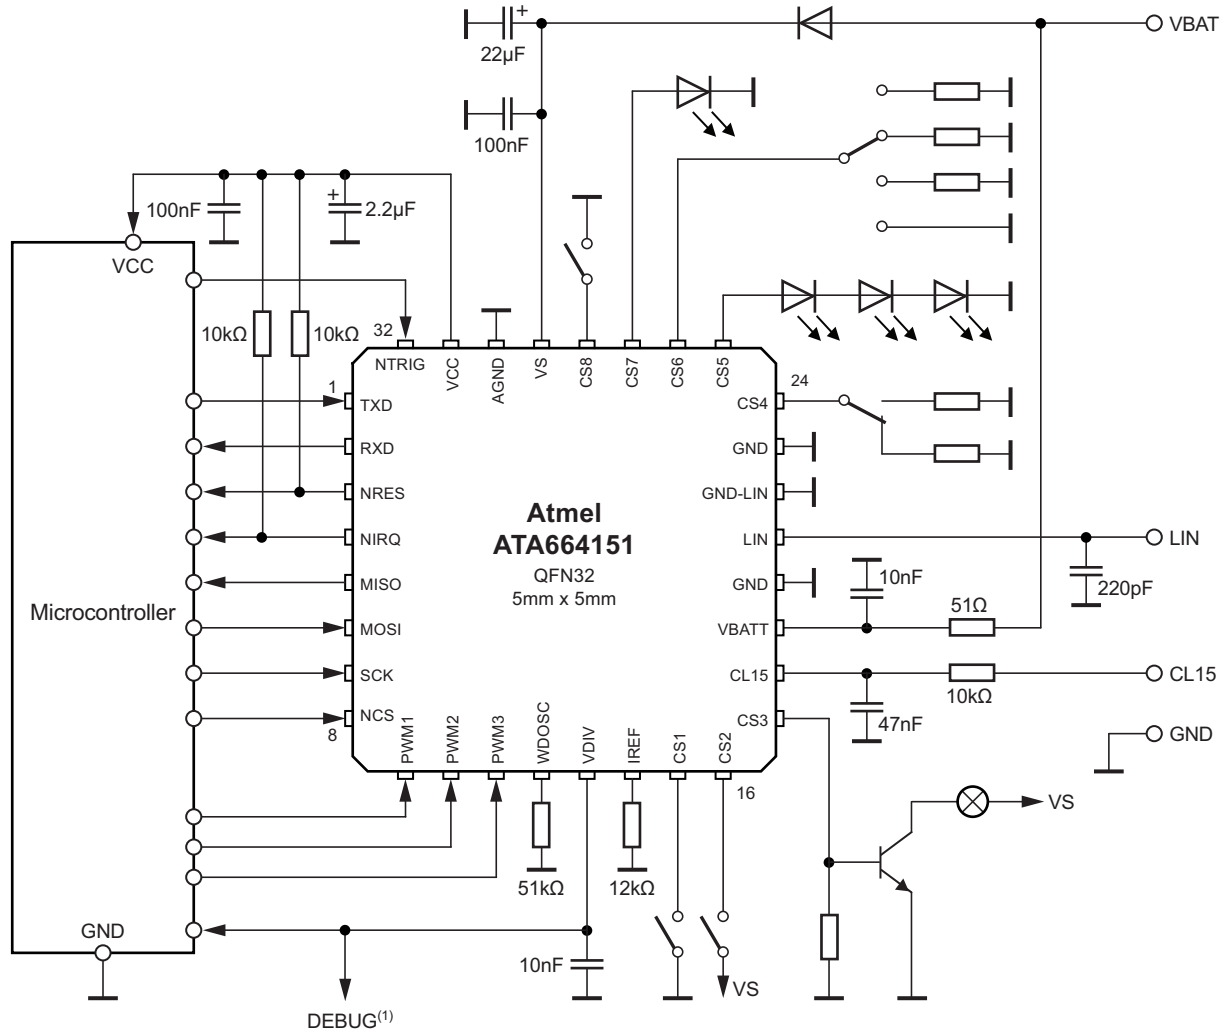 +
22µF
VBAT
100nF
100nF
+
2.2µF
VCC
10kΩ
10kΩ
32
NTRIG
VCC
AGND
VS
CS8
CS7
CS6
CS5
24
1
TXD
CS4
RXD
GND
NRES
GND-LIN
Atmel
ATA664151
QFN32
5mm x 5mm
NIRQ
LIN
LIN
MISO
GND
10nF
220pF
Microcontroller
MOSI
VBATT
51Ω
SCK
CL15
10kΩ
CL15
NCS
8
CS3
47nF
GND
PWM1
PWM2
PWM3
WDOSC
VDIV
IREF
CS1
CS2
16
VS
51kΩ
12kΩ
GND
10nF
VS
DEBUG(1)